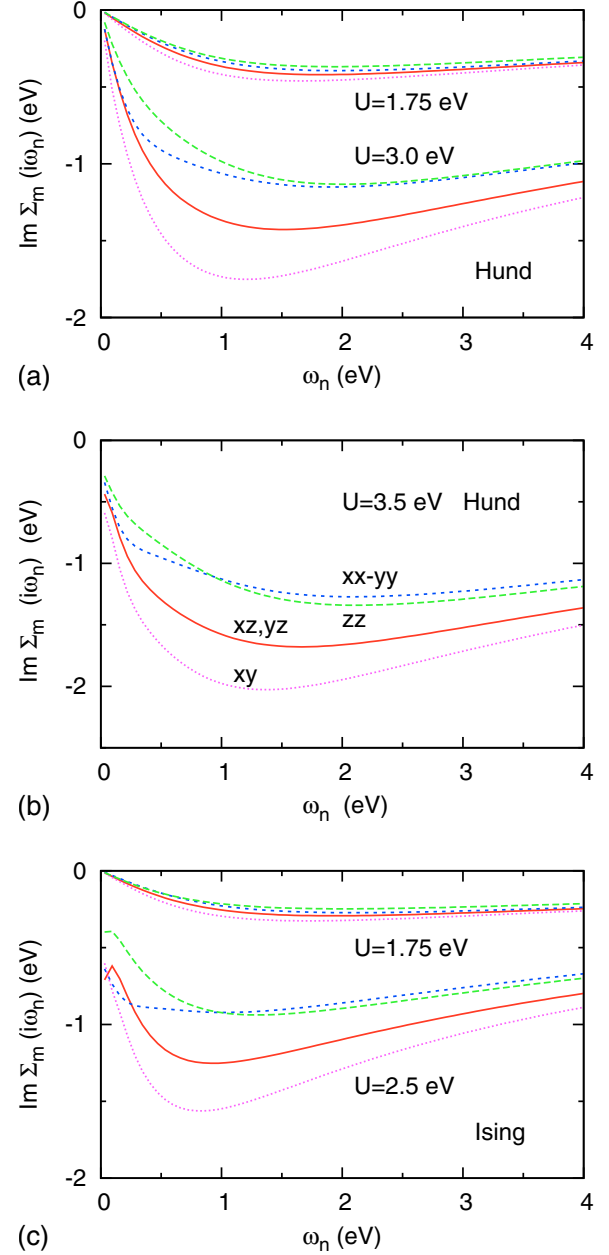 0
-1
-2
Im Σm (iωn) (eV)
U=1.75 eV
U=3.0 eV
Hund
0 1 2 3 4
ωn (eV)
(a)
0
-1
-2
Im Σm (iωn) (eV)
U=3.5 eV Hund
xx-yy
xz,yz zz
xy
0 1 2 3 4
ωn (eV)
(b)
0
-1
-2
Im Σm (iωn) (eV)
U=1.75 eV
U=2.5 eV
Ising
0 1 2 3 4
ωn (eV)
(c)